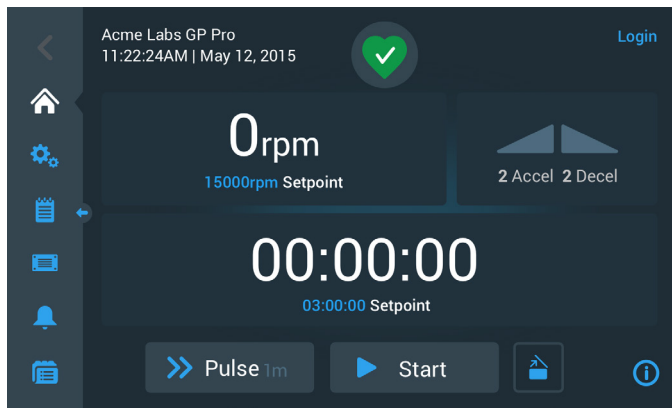 Acme Labs GP Pro
11:22:24AM | May 12, 2015
Login
0rpm
15000rpm Setpoint
2 Accel 2 Decel
00:00:00
03:00:00 Setpoint
Pulse 1m
Start